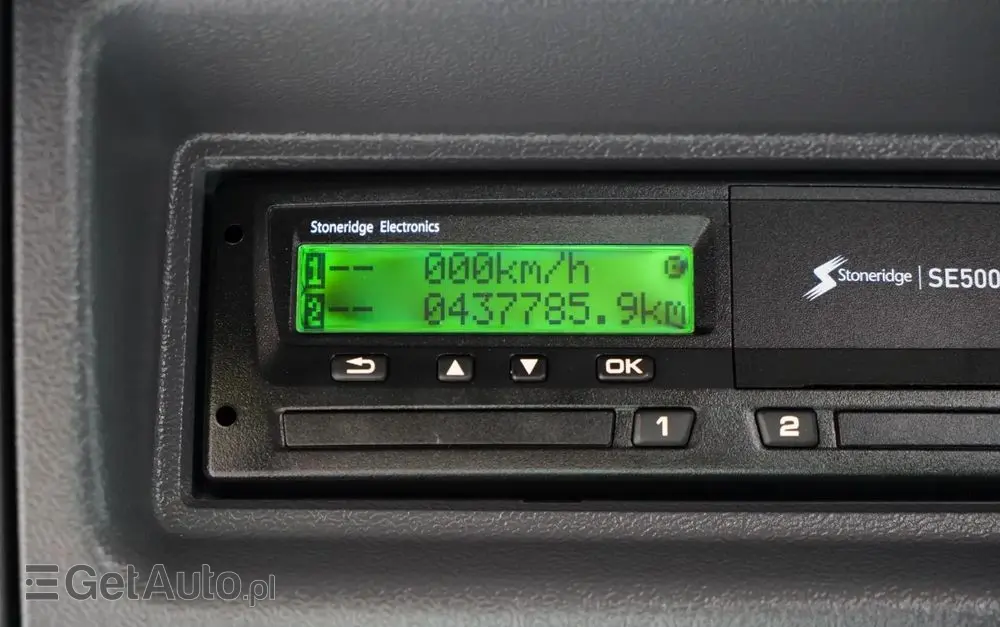 Stoneridge Electronics
1-- 000km/h
2-- 0437785.9km
Stoneridge | SE500
OK
1
2
GetAuto.pl